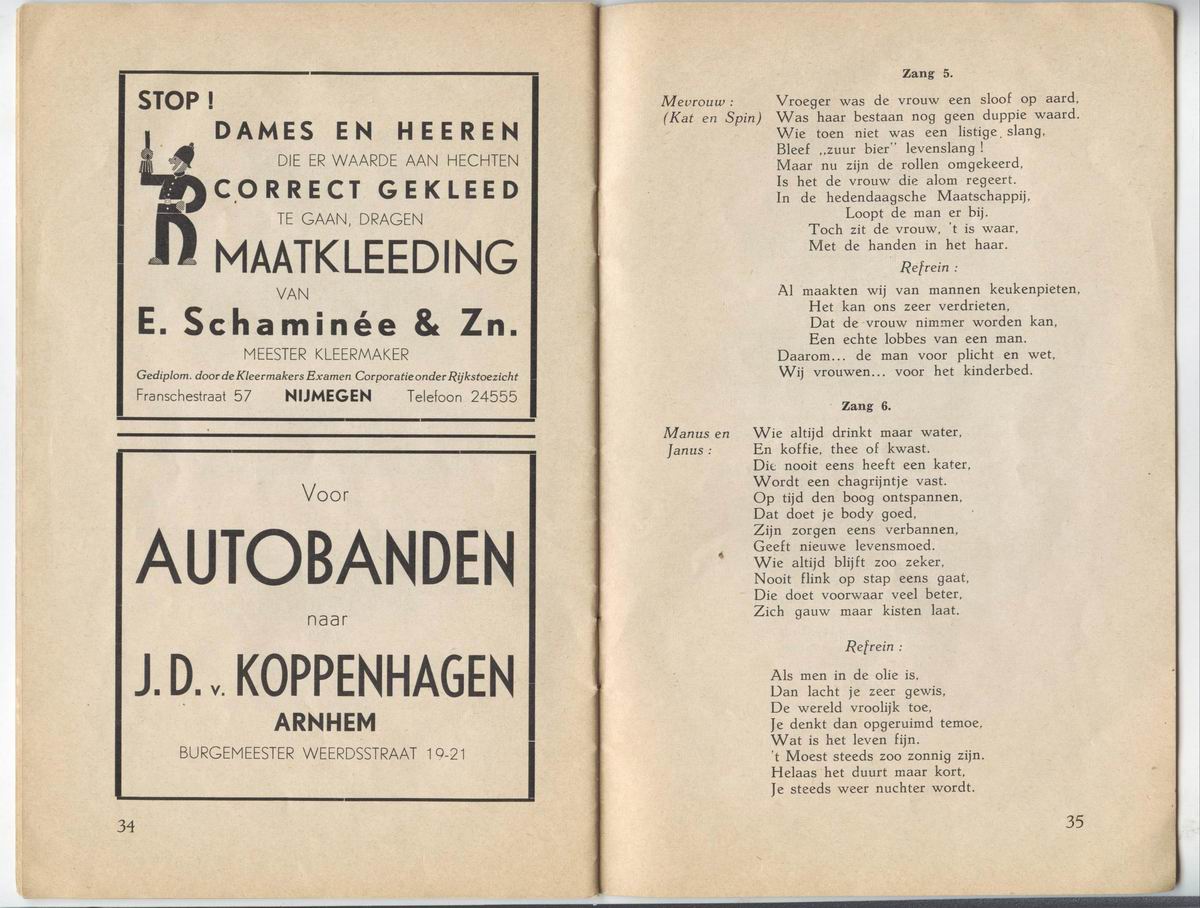 STOP !
DAMES EN HEEREN
DIE ER WAARDE AAN HECHTEN
CORRECT GEKLEED
TE GAAN, DRAGEN
MAATKLEEDING
VAN
E. Schaminée & Zn.
MEESTER KLEERMAKER
Gediplom. door de Kleermakers Examen Corporatie onder Rijkstoezicht
Franschestraat 57 NIJMEGEN Telefoon 24555
Voor
AUTOBANDEN
naar
J. D. v. KOPPENHAGEN
ARNHEM
BURGEMEESTER WEERDSSTRAAT 19-21
34
Zang 5.
Mevrouw : Vroeger was de vrouw een sloof op aard,
(Kat en Spin) Was haar bestaan nog geen duppie waard.
Wie toen niet was een listige slang,
Bleef „zuur bier” levenslang !
Maar nu zijn de rollen omgekeerd,
Is het de vrouw die alom regeert.
In de hedendaagsche Maatschappij,
Loopt de man er bij.
Toch zit de vrouw, 't is waar,
Met de handen in het haar.
Refrein :
Al maakten wij van mannen keukenpieten,
Het kan ons zeer verdrieten,
Dat de vrouw nimmer worden kan,
Een echte lobbes van een man.
Daarom... de man voor plicht en wet,
Wij vrouwen... voor het kinderbed.
Zang 6.
Manus en Wie altijd drinkt maar water,
Janus : En koffie, thee of kwast.
Die nooit eens heeft een kater,
Wordt een chagrijntje vast.
Op tijd den boog ontspannen,
Dat doet je body goed,
Zijn zorgen eens verbannen,
Geeft nieuwe levensmoed.
Wie altijd blijft zoo zeker,
Nooit flink op stap eens gaat,
Die doet voorwaar veel beter,
Zich gauw maar kisten laat.
Refrein :
Als men in de olie is,
Dan lacht je zeer gewis,
De wereld vroolijk toe,
Je denkt dan opgeruimd temoe,
Wat is het leven fijn.
't Moest steeds zoo zonnig zijn.
Helaas het duurt maar kort,
Je steeds weer nuchter wordt.
35